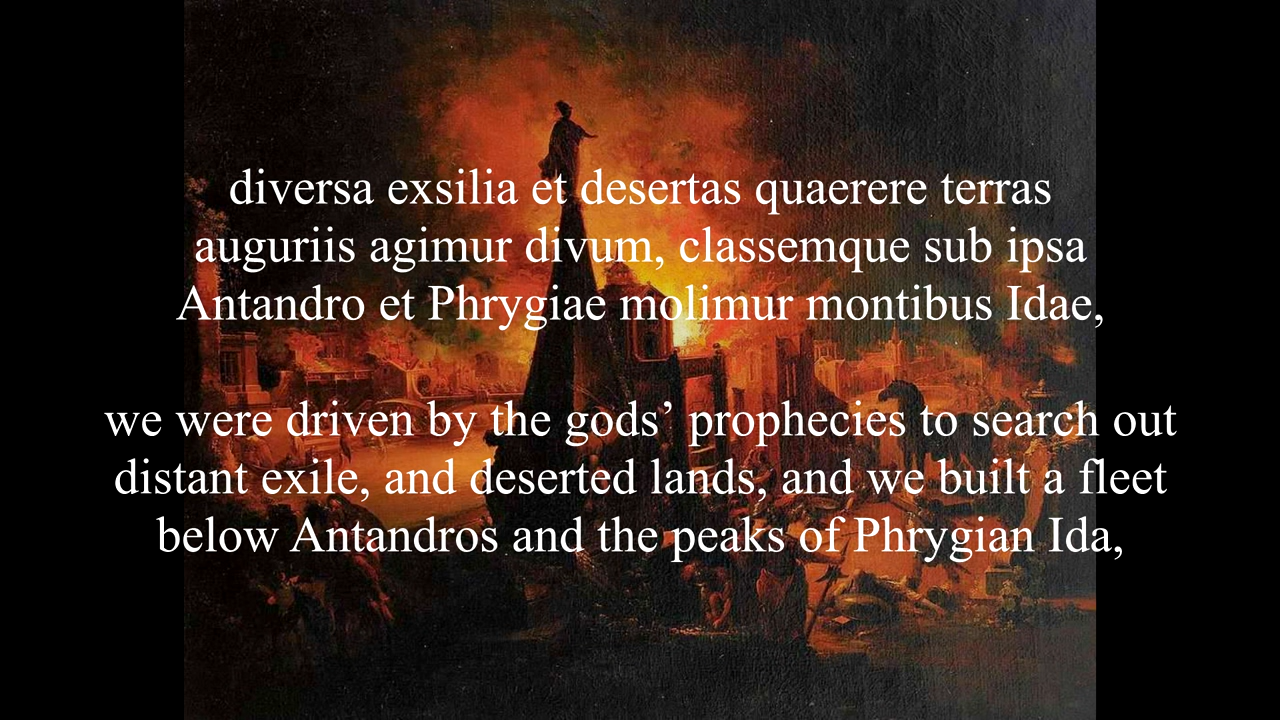 diversa exsilia et desertas quaerere terras
auguriis agimur divum, classemque sub ipsa
Antandro et Phrygiae molimur montibus Idae,
we were driven by the gods’ prophecies to search out
distant exile, and deserted lands, and we built a fleet
below Antandros and the peaks of Phrygian Ida,